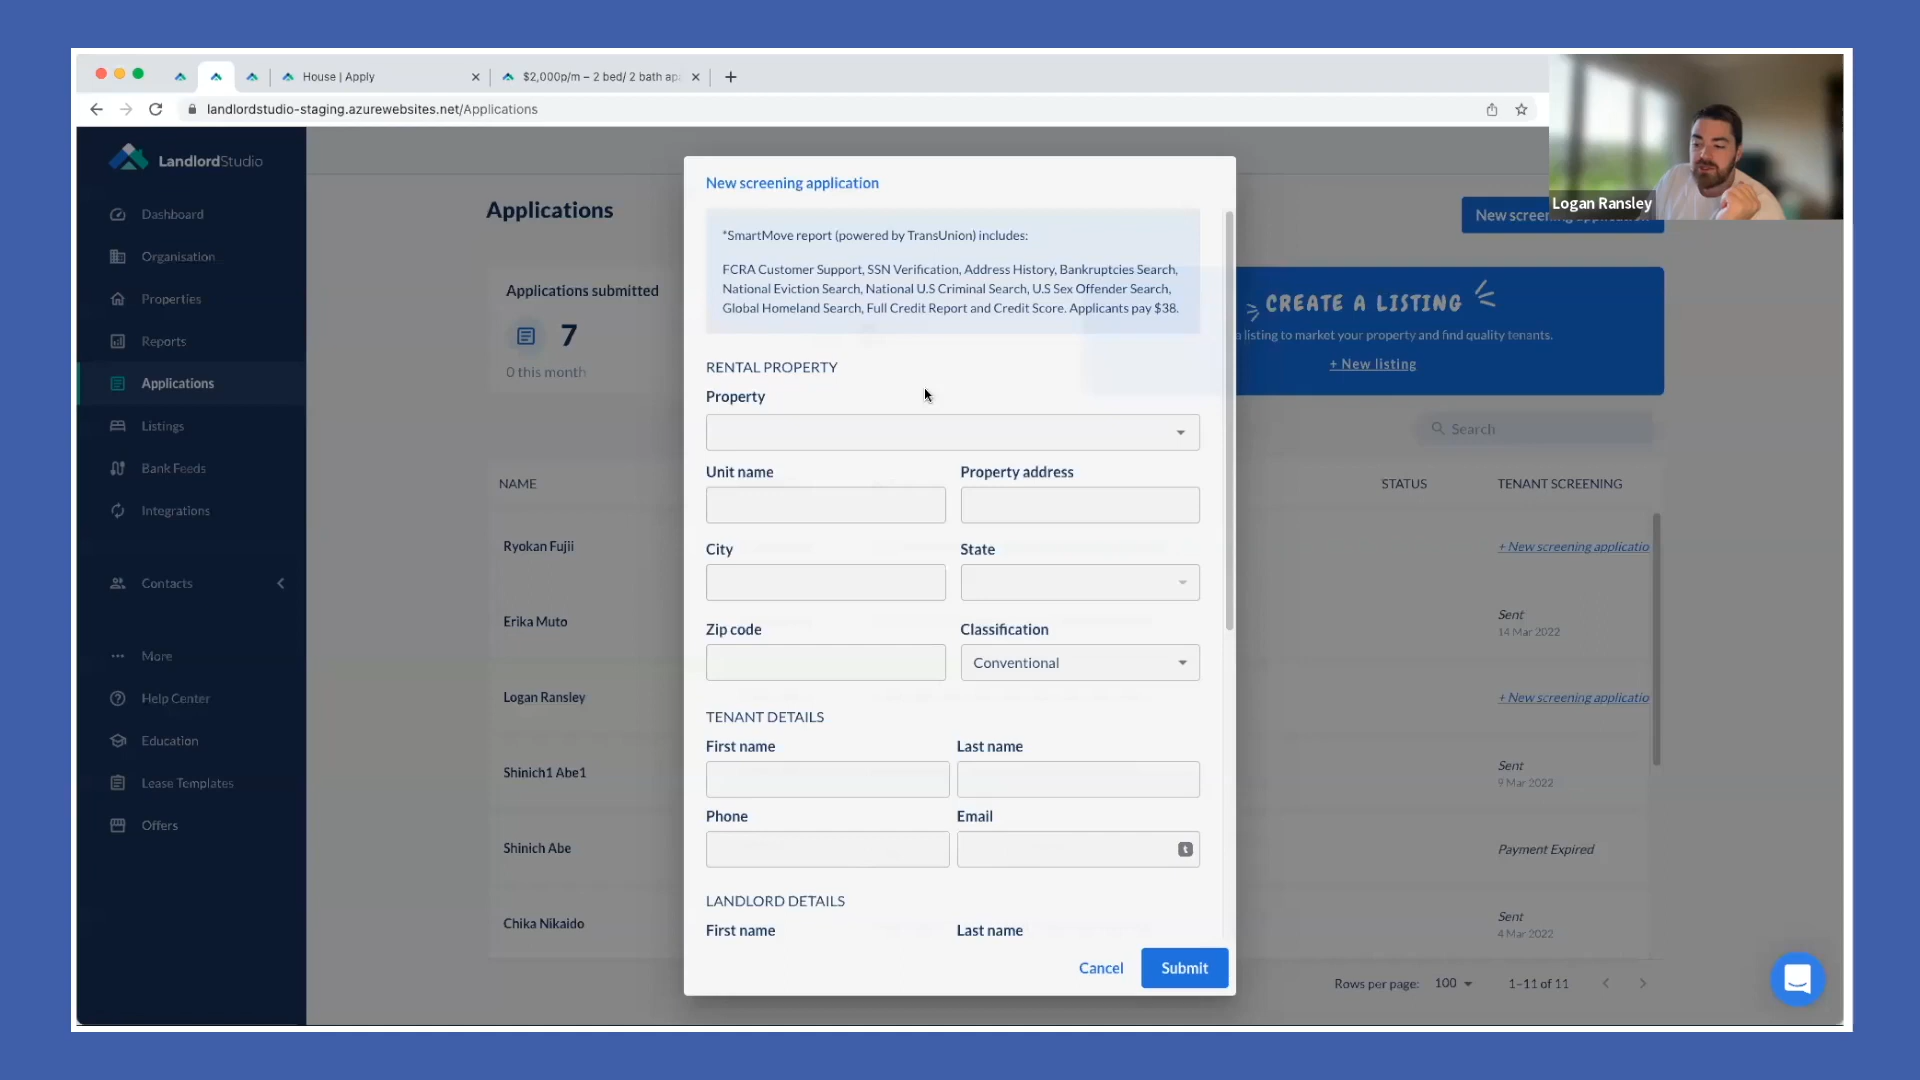 House | Apply
$2,000p/m – 2 bed/ 2 bath ap
landlordstudio-staging.azurewebsites.net/Applications
Logan Ransley
LandlordStudio
Dashboard
Organisation
Properties
Reports
Applications
Listings
Bank Feeds
Integrations
Contacts
More
Help Center
Education
Lease Templates
Offers
Applications
New screening application
Applications submitted
7
0 this month
CREATE A LISTING
a listing to market your property and find quality tenants.
+ New listing
Search
NAME
STATUS
TENANT SCREENING
Ryokan Fujii
+ New screening applicatio
Erika Muto
Sent
14 Mar 2022
Logan Ransley
+ New screening applicatio
Shinich1 Abe1
Sent
9 Mar 2022
Shinich Abe
Payment Expired
Chika Nikaido
Sent
4 Mar 2022
Rows per page: 100
1–11 of 11
New screening application
*SmartMove report (powered by TransUnion) includes:
FCRA Customer Support, SSN Verification, Address History, Bankruptcies Search,
National Eviction Search, National U.S Criminal Search, U.S Sex Offender Search,
Global Homeland Search, Full Credit Report and Credit Score. Applicants pay $38.
RENTAL PROPERTY
Property
Unit name
Property address
City
State
Zip code
Classification
Conventional
TENANT DETAILS
First name
Last name
Phone
Email
LANDLORD DETAILS
First name
Last name
Cancel
Submit